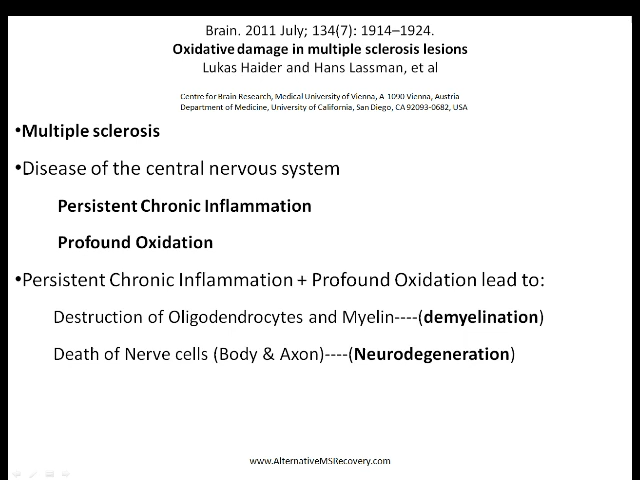 Brain. 2011 July; 134(7): 1914–1924.
Oxidative damage in multiple sclerosis lesions
Lukas Haider and Hans Lassman, et al
Centre for Brain Research, Medical University of Vienna, A-1090 Vienna, Austria
Department of Medicine, University of California, San Diego, CA 92093-0682, USA
•Multiple sclerosis
•Disease of the central nervous system
Persistent Chronic Inflammation
Profound Oxidation
•Persistent Chronic Inflammation + Profound Oxidation lead to:
Destruction of Oligodendrocytes and Myelin----(demyelination)
Death of Nerve cells (Body & Axon)----(Neurodegeneration)
www.AlternativeMSRecovery.com